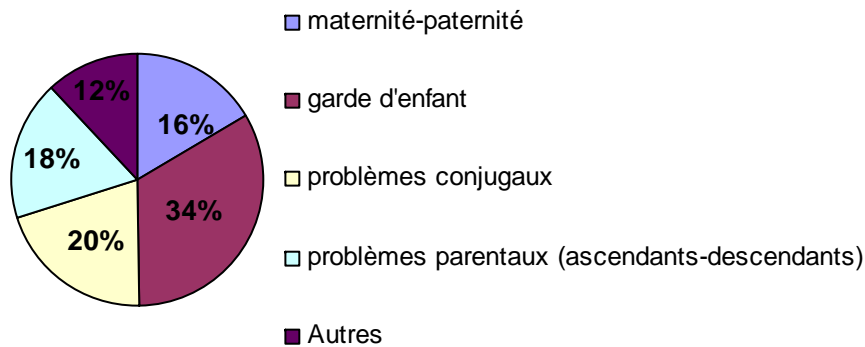 maternité-paternité
garde d'enfant
problèmes conjugaux
problèmes parentaux (ascendants-descendants)
Autres
12%
16%
18%
34%
20%